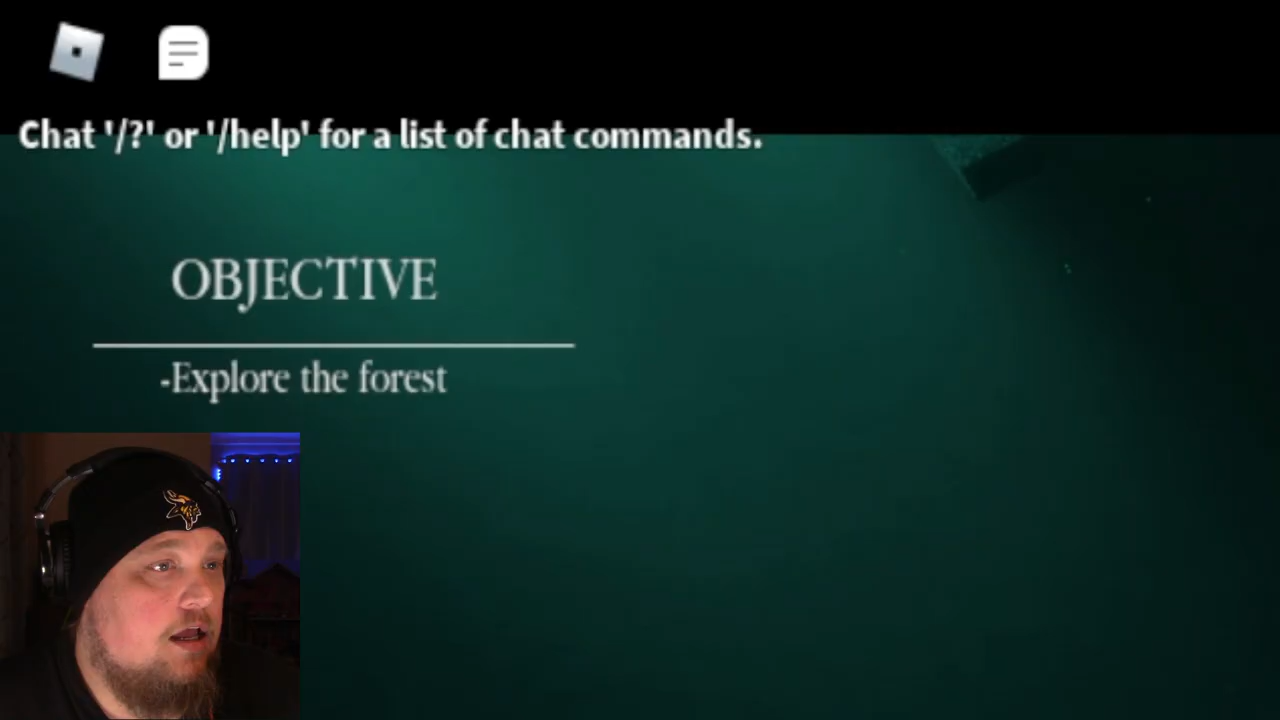 Chat '/?' or '/help' for a list of chat commands.
OBJECTIVE
-Explore the forest